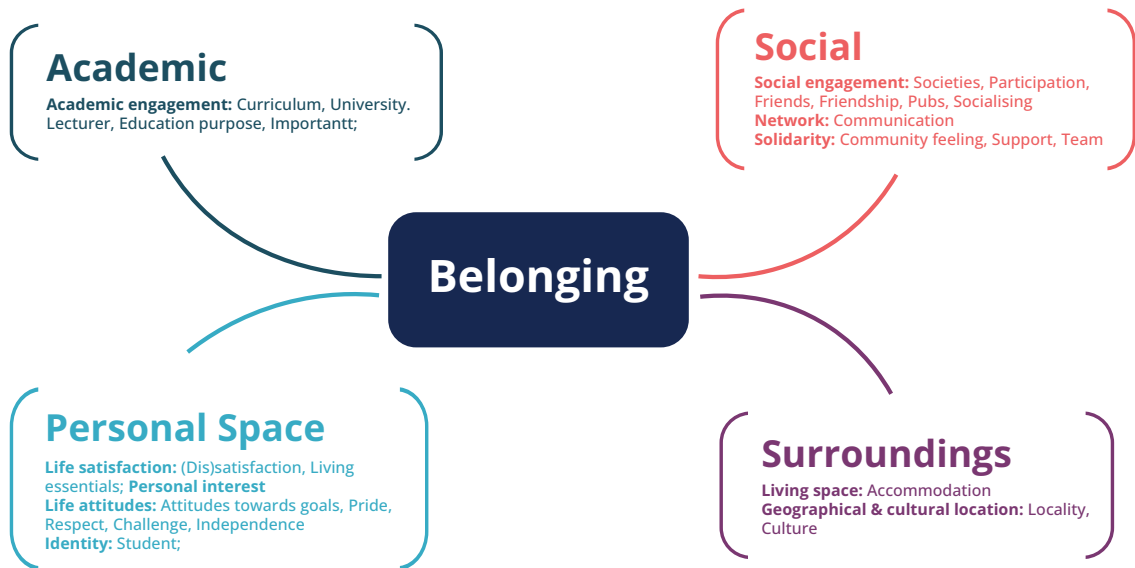 Academic
Academic engagement: Curriculum, University.
Lecturer, Education purpose, Importantt;
Social
Social engagement: Societies, Participation,
Friends, Friendship, Pubs, Socialising
Network: Communication
Solidarity: Community feeling, Support, Team
Belonging
Personal Space
Life satisfaction: (Dis)satisfaction, Living
essentials; Personal interest
Life attitudes: Attitudes towards goals, Pride,
Respect, Challenge, Independence
Identity: Student;
Surroundings
Living space: Accommodation
Geographical & cultural location: Locality,
Culture